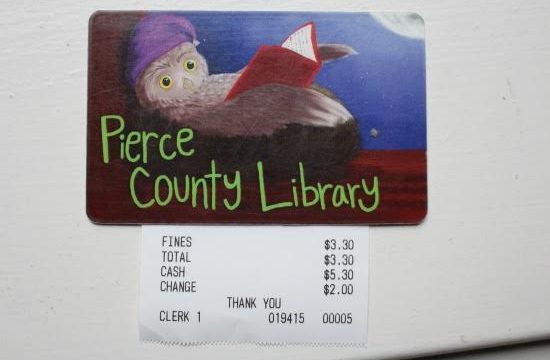 Pierce
County Library
FINES $3.30
TOTAL $3.30
CASH $5.30
CHANGE $2.00
THANK YOU
CLERK 1 019415 00005